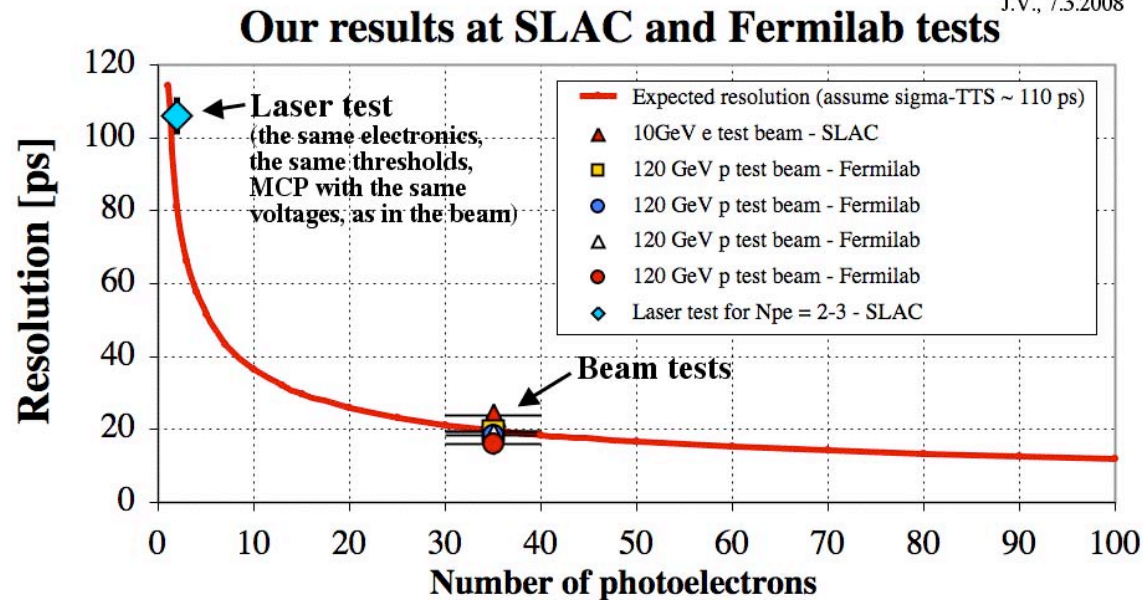 J.V., 7.3.2008
Our results at SLAC and Fermilab tests
Resolution [ps]
120
100
80
60
40
20
0
Laser test
(the same electronics,
the same thresholds,
MCP with the same
voltages, as in the beam)
Expected resolution (assume sigma-TTS ~ 110 ps)
10GeV e test beam - SLAC
120 GeV p test beam - Fermilab
120 GeV p test beam - Fermilab
120 GeV p test beam - Fermilab
120 GeV p test beam - Fermilab
Laser test for Npe = 2-3 - SLAC
Beam tests
0 10 20 30 40 50 60 70 80 90 100
Number of photoelectrons